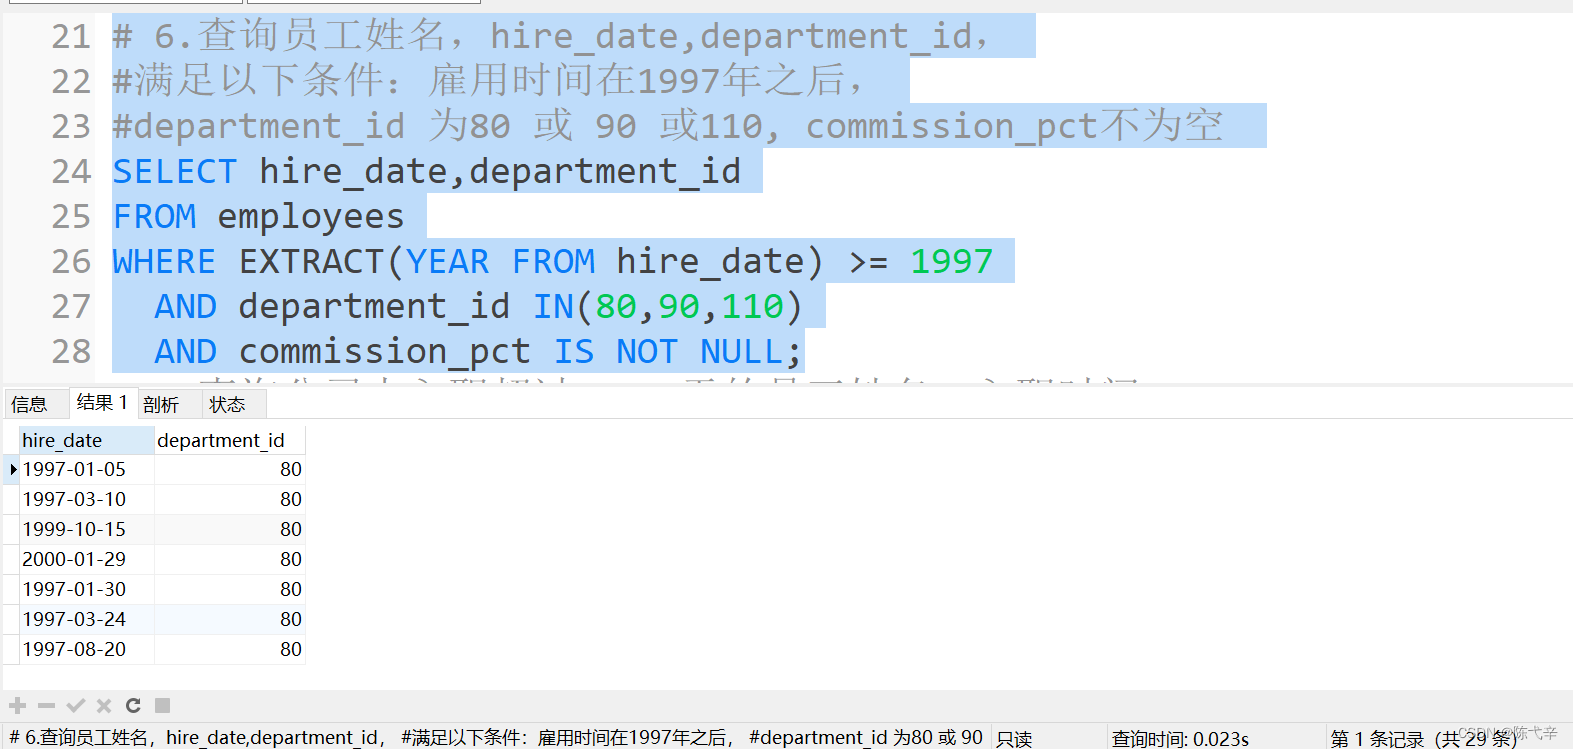 21 # 6.查询员工姓名，hire_date,department_id，
22 #满足以下条件：雇用时间在1997年之后，
23 #department_id 为80 或 90 或110, commission_pct不为空
24 SELECT hire_date,department_id
25 FROM employees
26 WHERE EXTRACT(YEAR FROM hire_date) >= 1997
27 AND department_id IN(80,90,110)
28 AND commission_pct IS NOT NULL;
信息 结果 1 剖析 状态
hire_date department_id
1997-01-05 80
1997-03-10 80
1999-10-15 80
2000-01-29 80
1997-01-30 80
1997-03-24 80
1997-08-20 80
# 6.查询员工姓名，hire_date,department_id， #满足以下条件：雇用时间在1997年之后， #department_id 为80 或 90 只读 查询时间: 0.023s 第 1 条记录（共 29 条）
CSDN @陈弋辛